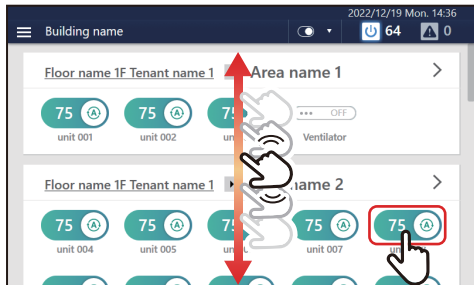 2022/12/19 Mon. 14:36
Building name 64 0
Floor name 1F Tenant name 1 Area name 1
75 75 75 OFF
unit 001 unit 002 Ventilator
Floor name 1F Tenant name 1 name 2
75 75 75 75 75
unit 004 unit 005 unit 007